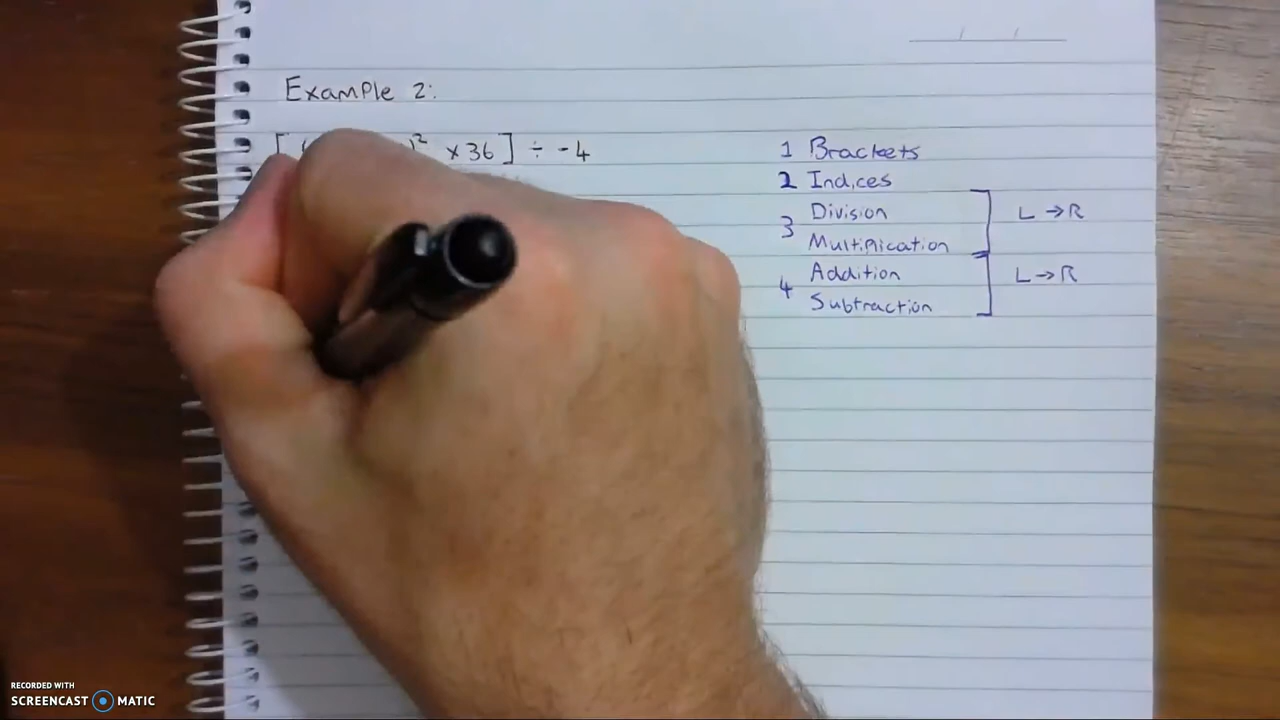 Example 2:
[ ( )² × 36 ] ÷ -4
1 Brackets
2 Indices
3 Division
Multiplication
L → R
4 Addition
Subtraction
L → R
RECORDED WITH
SCREENCAST MATIC